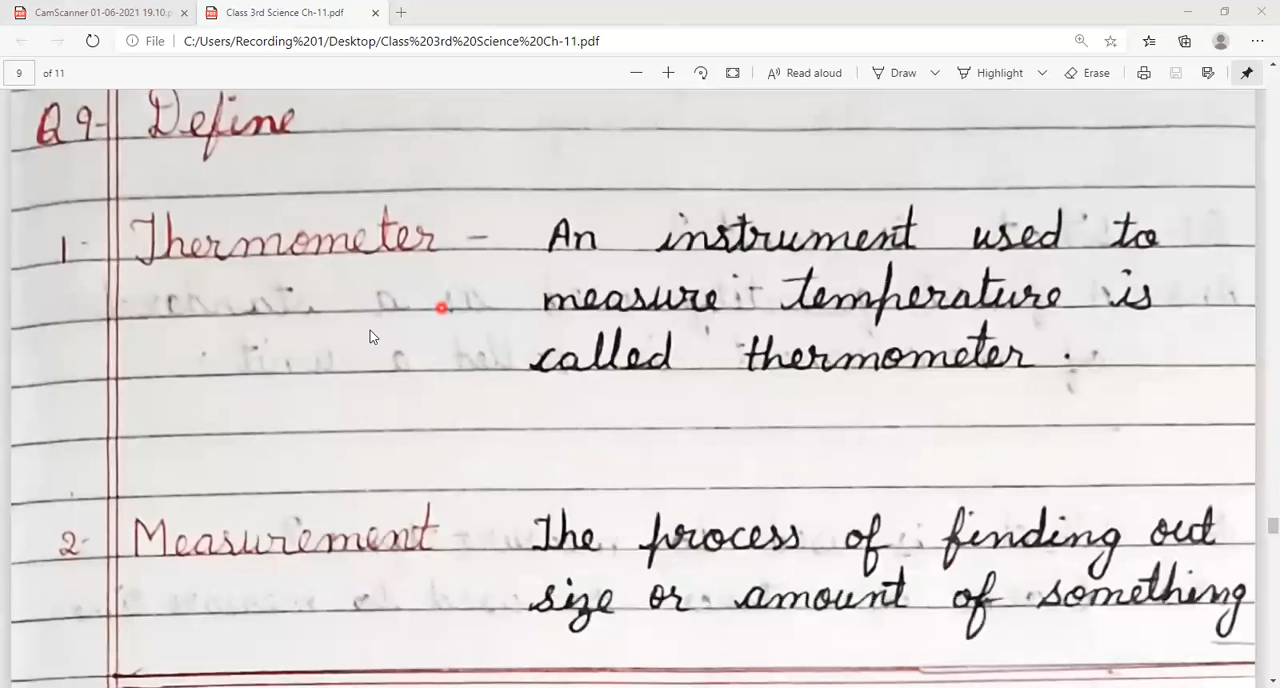 CamScanner 01-06-2021 19.10.p
Class 3rd Science Ch-11.pdf
File
C:/Users/Recording%201/Desktop/Class%203rd%20Science%20Ch-11.pdf
9 of 11
Read aloud
Draw
Highlight
Erase
Q 9- Define
1- Thermometer - An instrument used to
measure temperature is
called thermometer.
2- Measurement The process of finding out
size or amount of something